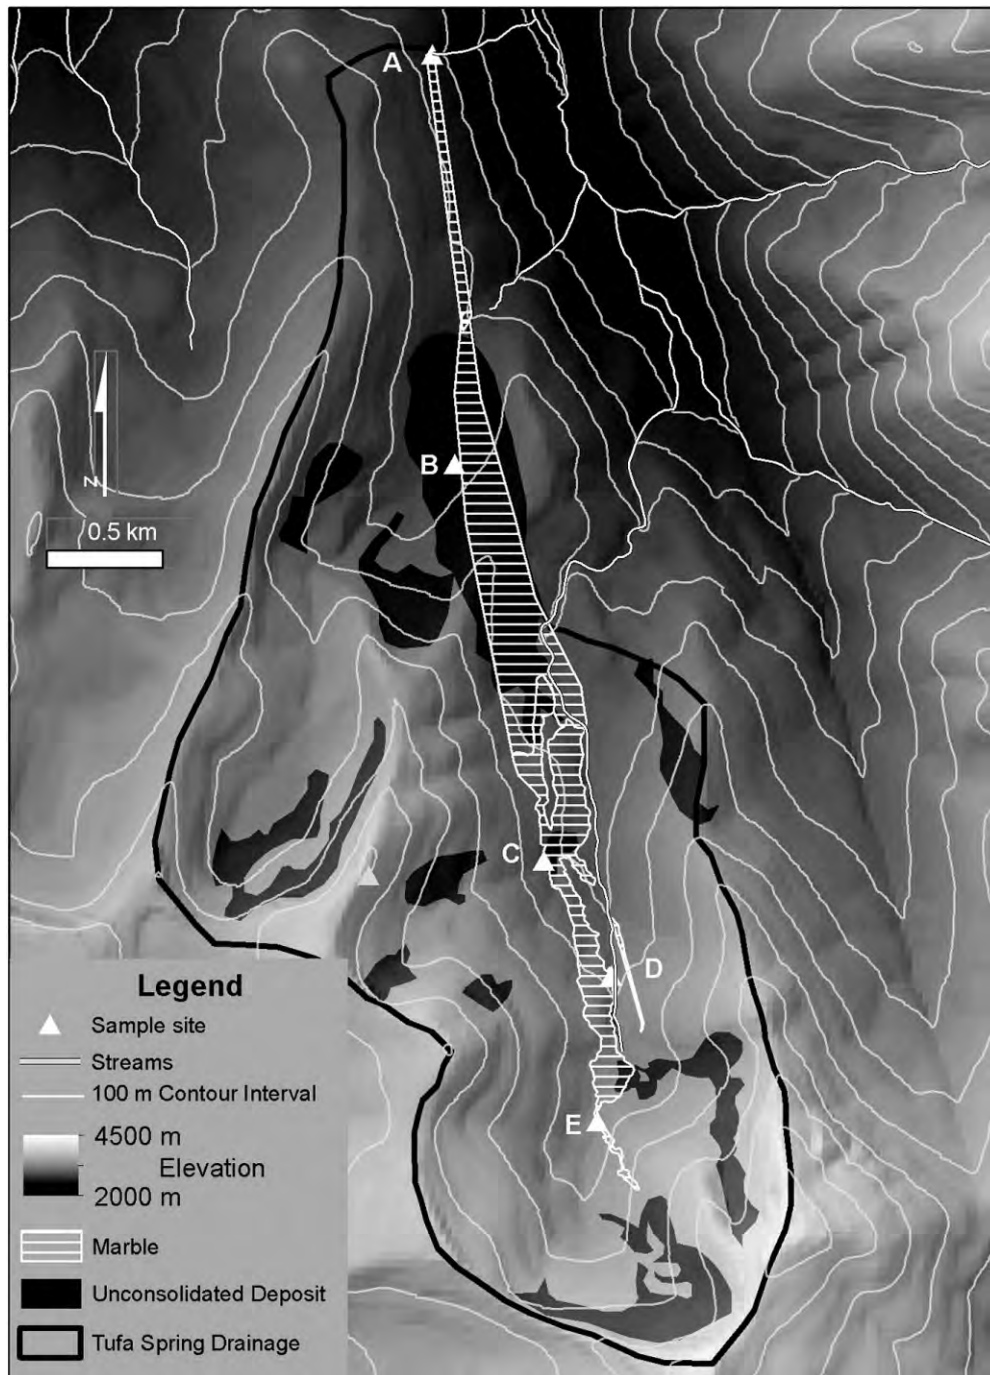 A
B
N
0.5 km
C
D
E
Legend
Sample site
Streams
100 m Contour Interval
4500 m
Elevation
2000 m
Marble
Unconsolidated Deposit
Tufa Spring Drainage